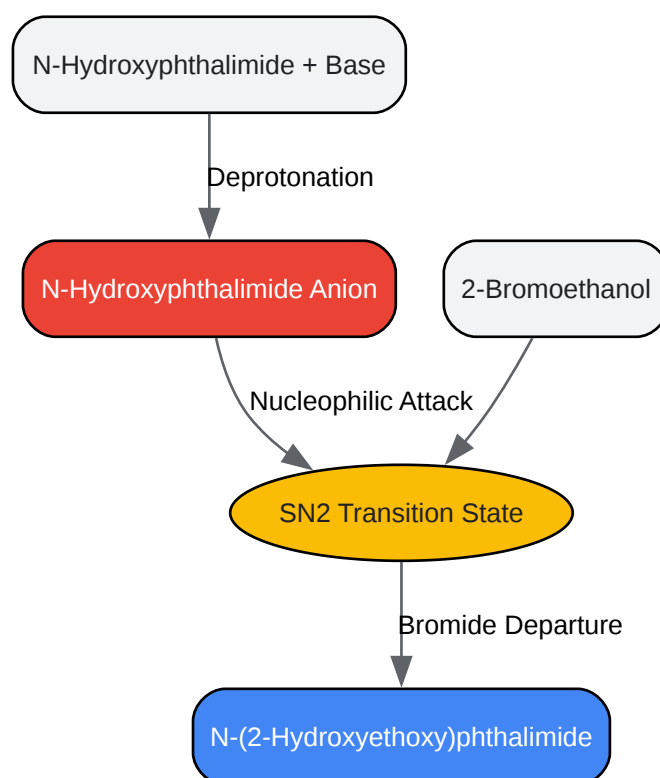 N-Hydroxyphthalimide + Base
Deprotonation
N-Hydroxyphthalimide Anion
2-Bromoethanol
Nucleophilic Attack
SN2 Transition State
Bromide Departure
N-(2-Hydroxyethoxy)phthalimide